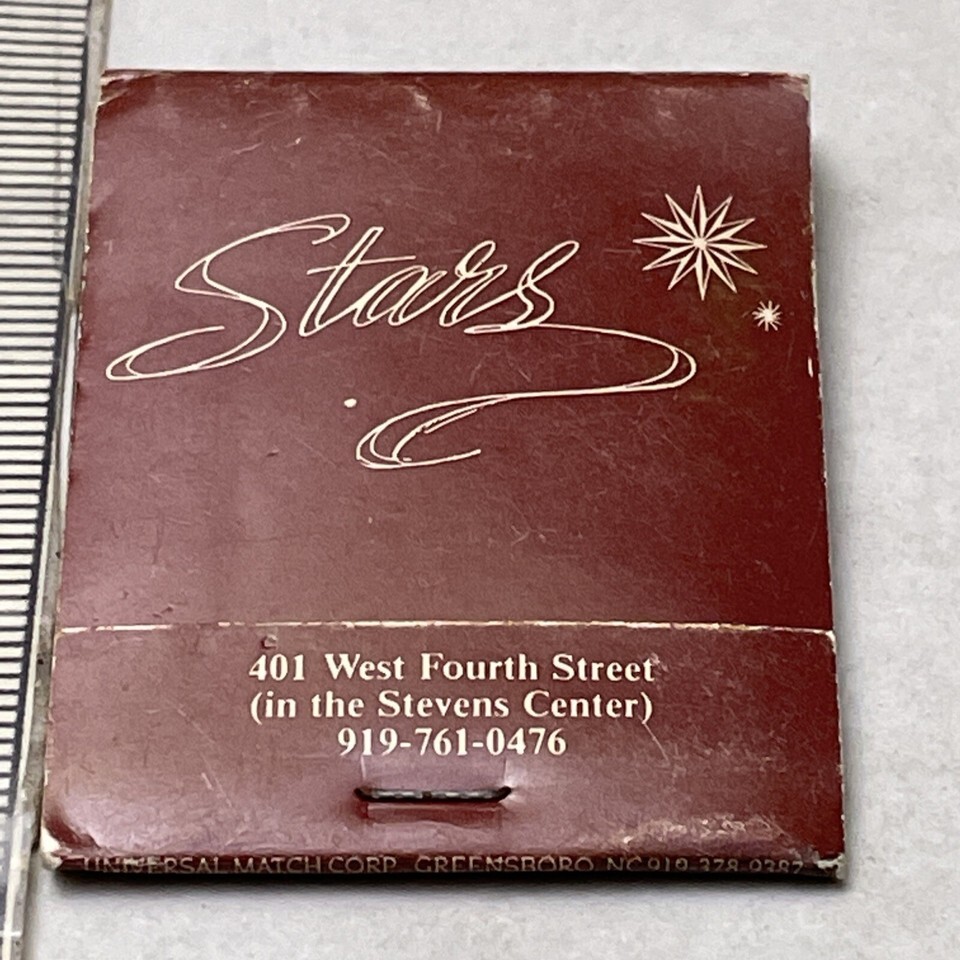 Stars
401 West Fourth Street
(in the Stevens Center)
919-761-0476
UNIVERSAL MATCH CORP. GREENSBORO, NC 919-378-9387